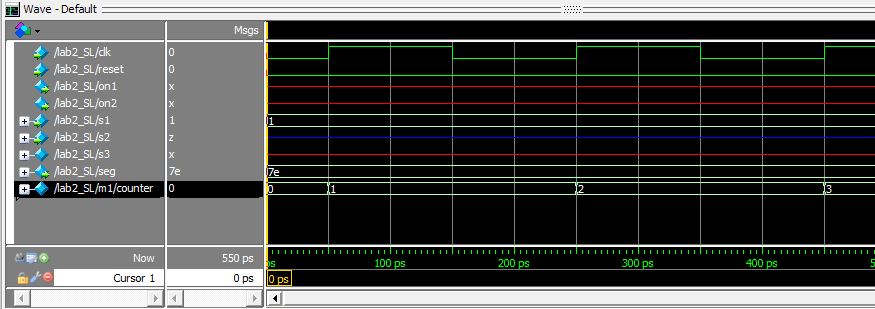 Wave - Default
Msgs
/lab2_SL/clk 0
/lab2_SL/reset 0
/lab2_SL/on1 x
/lab2_SL/on2 x
/lab2_SL/s1 1 1
/lab2_SL/s2 z
/lab2_SL/s3 x
/lab2_SL/seg 7e 7e
/lab2_SL/m1/counter 0 0 1 2 3
Now 550 ps ps 100 ps 200 ps 300 ps 400 ps
Cursor 1 0 ps 0 ps